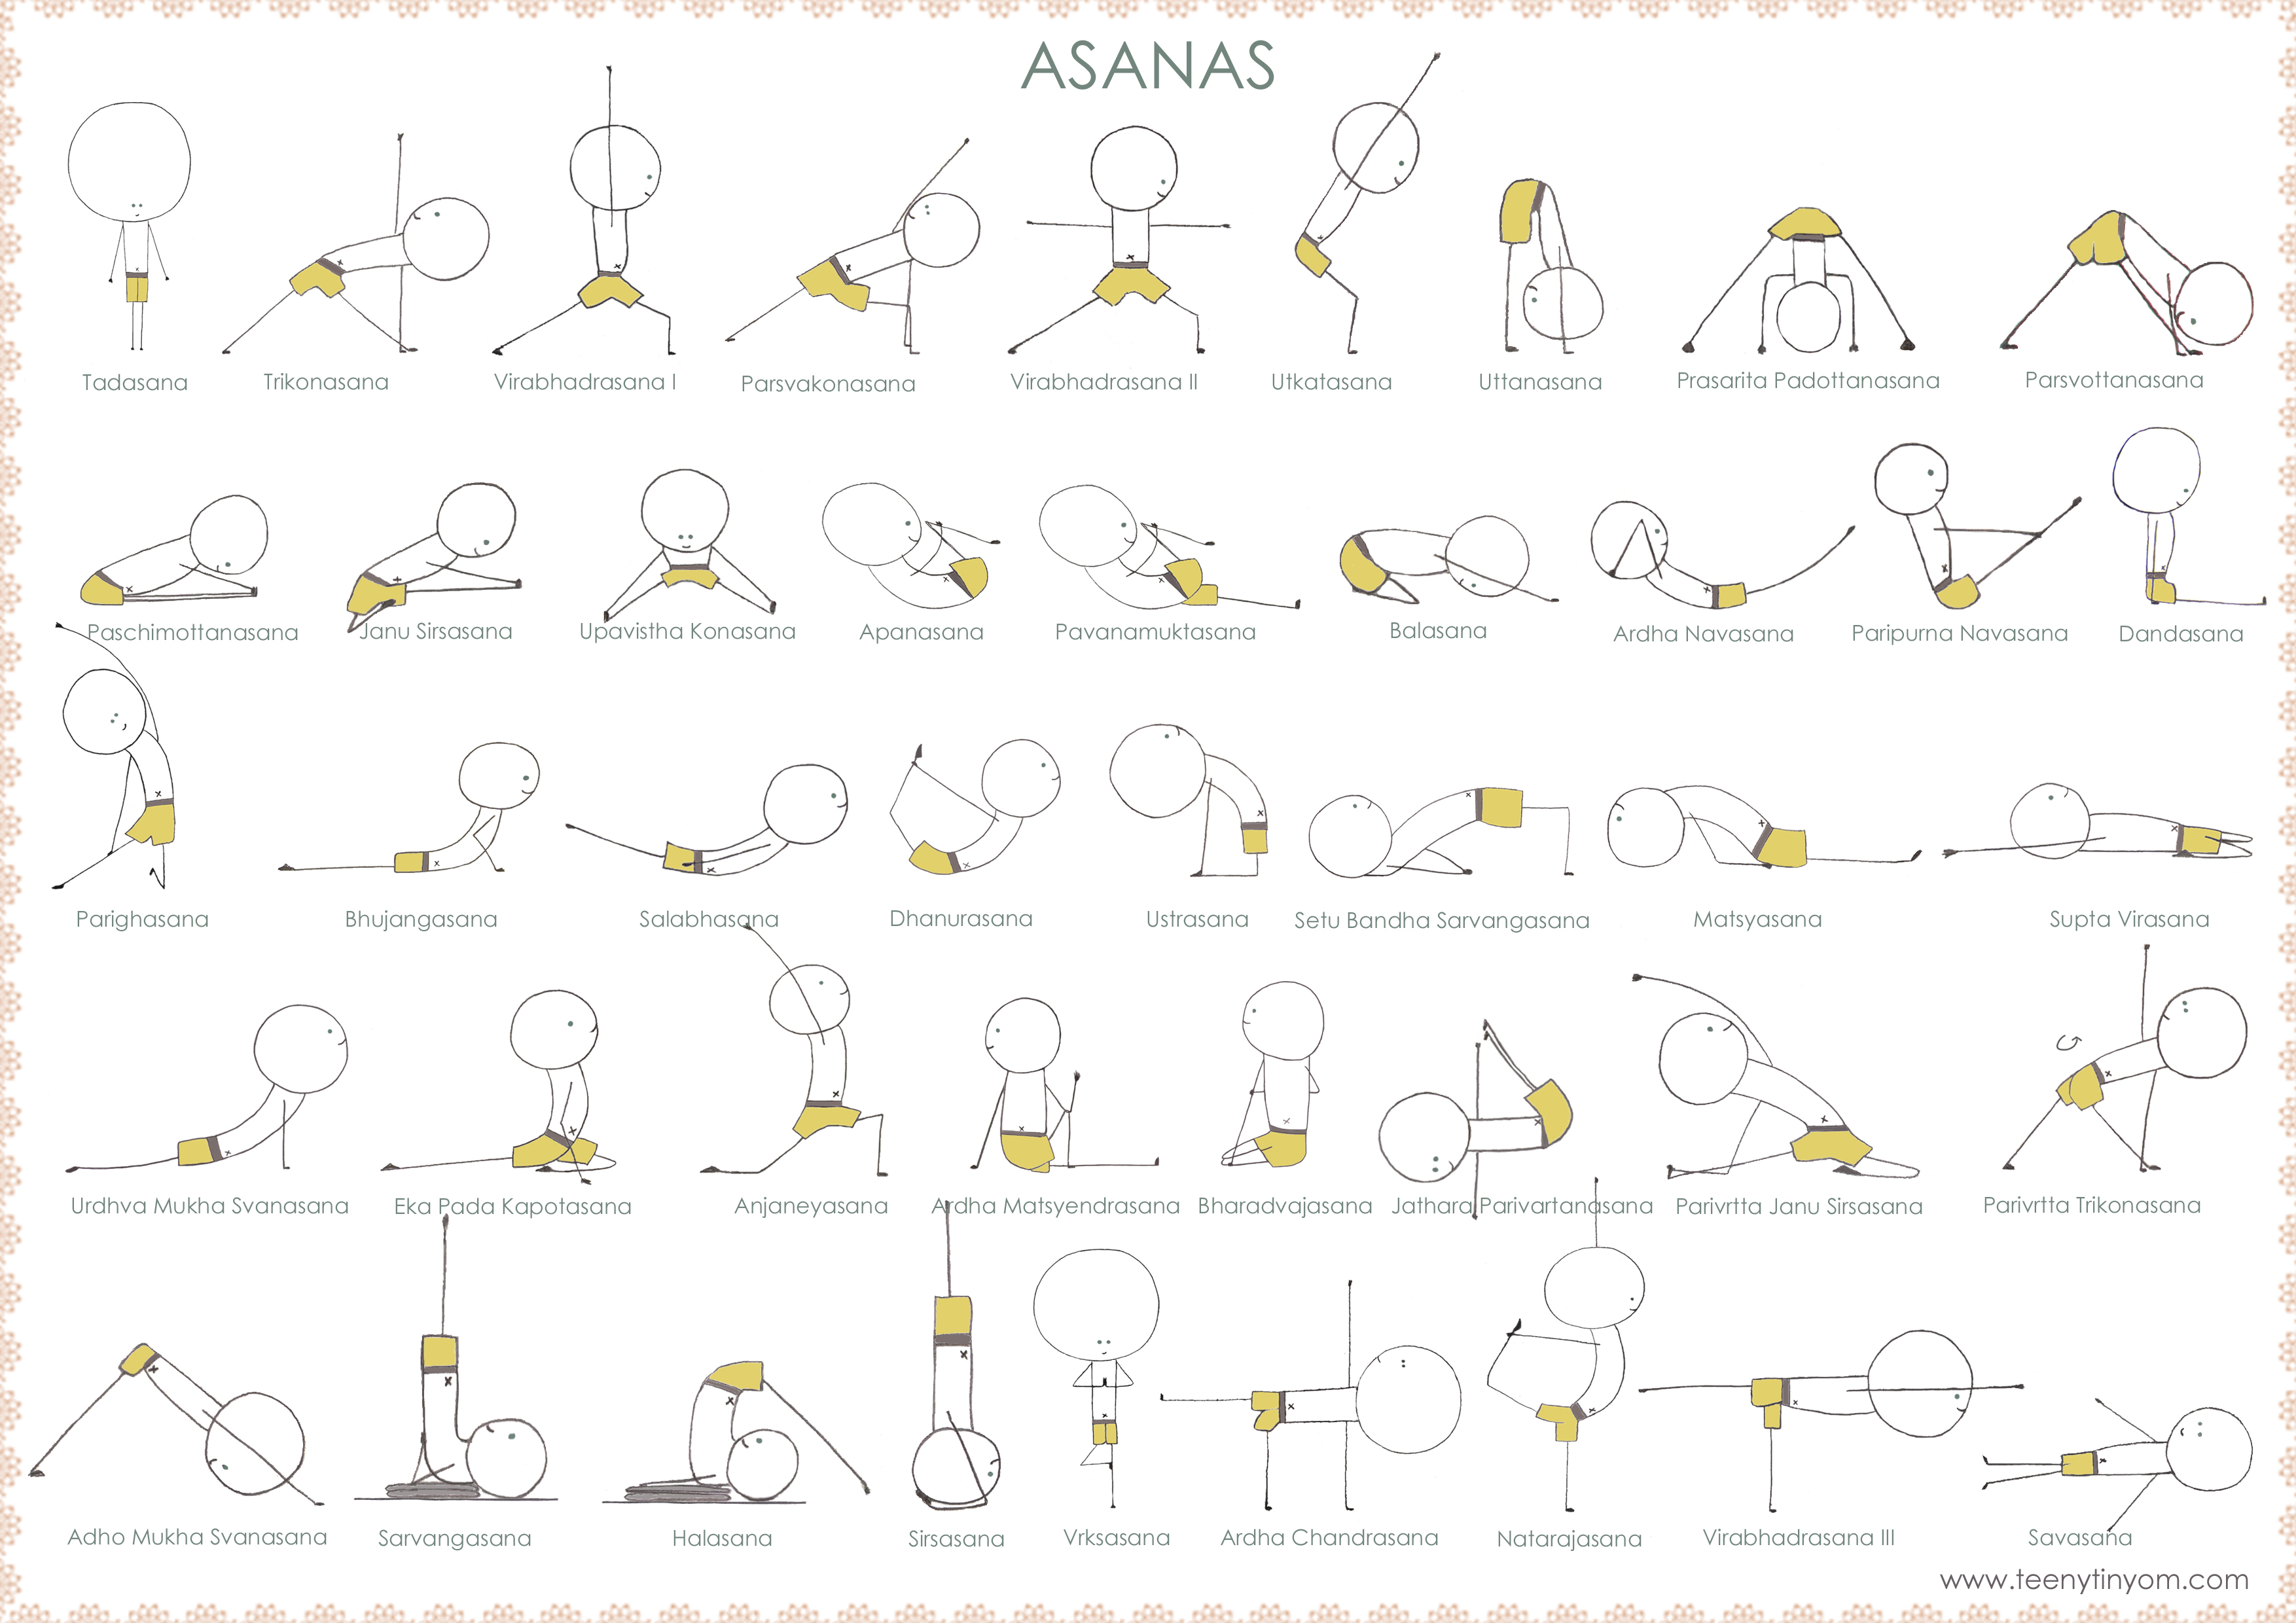 ASANAS
Tadasana
Trikonasana
Virabhadrasana I
Parsvakonasana
Virabhadrasana II
Utkatasana
Uttanasana
Prasarita Padottanasana
Parsvottanasana
Paschimottanasana
Janu Sirsasana
Upavistha Konasana
Apanasana
Pavanamuktasana
Balasana
Ardha Navasana
Paripurna Navasana
Dandasana
Parighasana
Bhujangasana
Salabhasana
Dhanurasana
Ustrasana
Setu Bandha Sarvangasana
Matsyasana
Supta Virasana
Urdhva Mukha Svanasana
Eka Pada Kapotasana
Anjaneyasana
Ardha Matsyendrasana
Bharadvajasana
Jathara Parivartanasana
Parivrtta Janu Sirsasana
Parivrtta Trikonasana
Adho Mukha Svanasana
Sarvangasana
Halasana
Sirsasana
Vrksasana
Ardha Chandrasana
Natarajasana
Virabhadrasana III
Savasana
www.teenytinyom.com